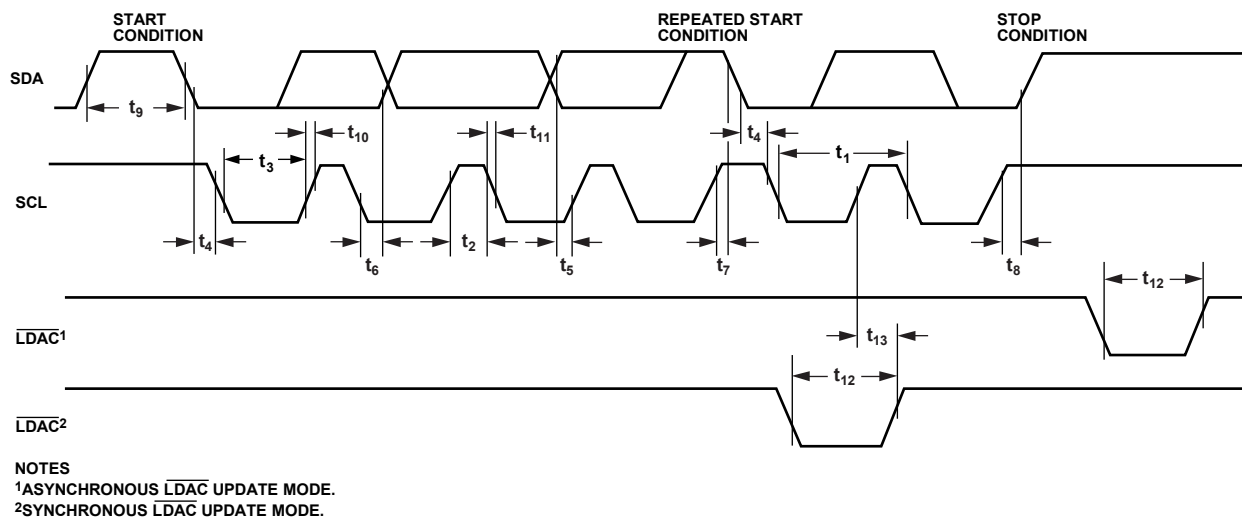 START
CONDITION
REPEATED START
CONDITION
STOP
CONDITION
SDA
t9
t10
t11
t4
t3
t1
SCL
t4
t6
t2
t5
t7
t8
t12
LDAC1
t13
t12
LDAC2
NOTES
1ASYNCHRONOUS LDAC UPDATE MODE.
2SYNCHRONOUS LDAC UPDATE MODE.